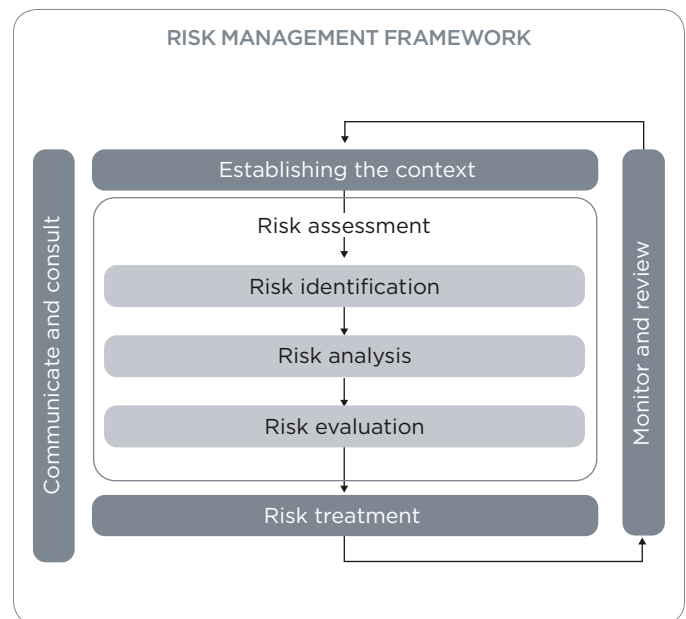 RISK MANAGEMENT FRAMEWORK
Communicate and consult
Establishing the context
Risk assessment
Risk identification
Risk analysis
Risk evaluation
Risk treatment
Monitor and review